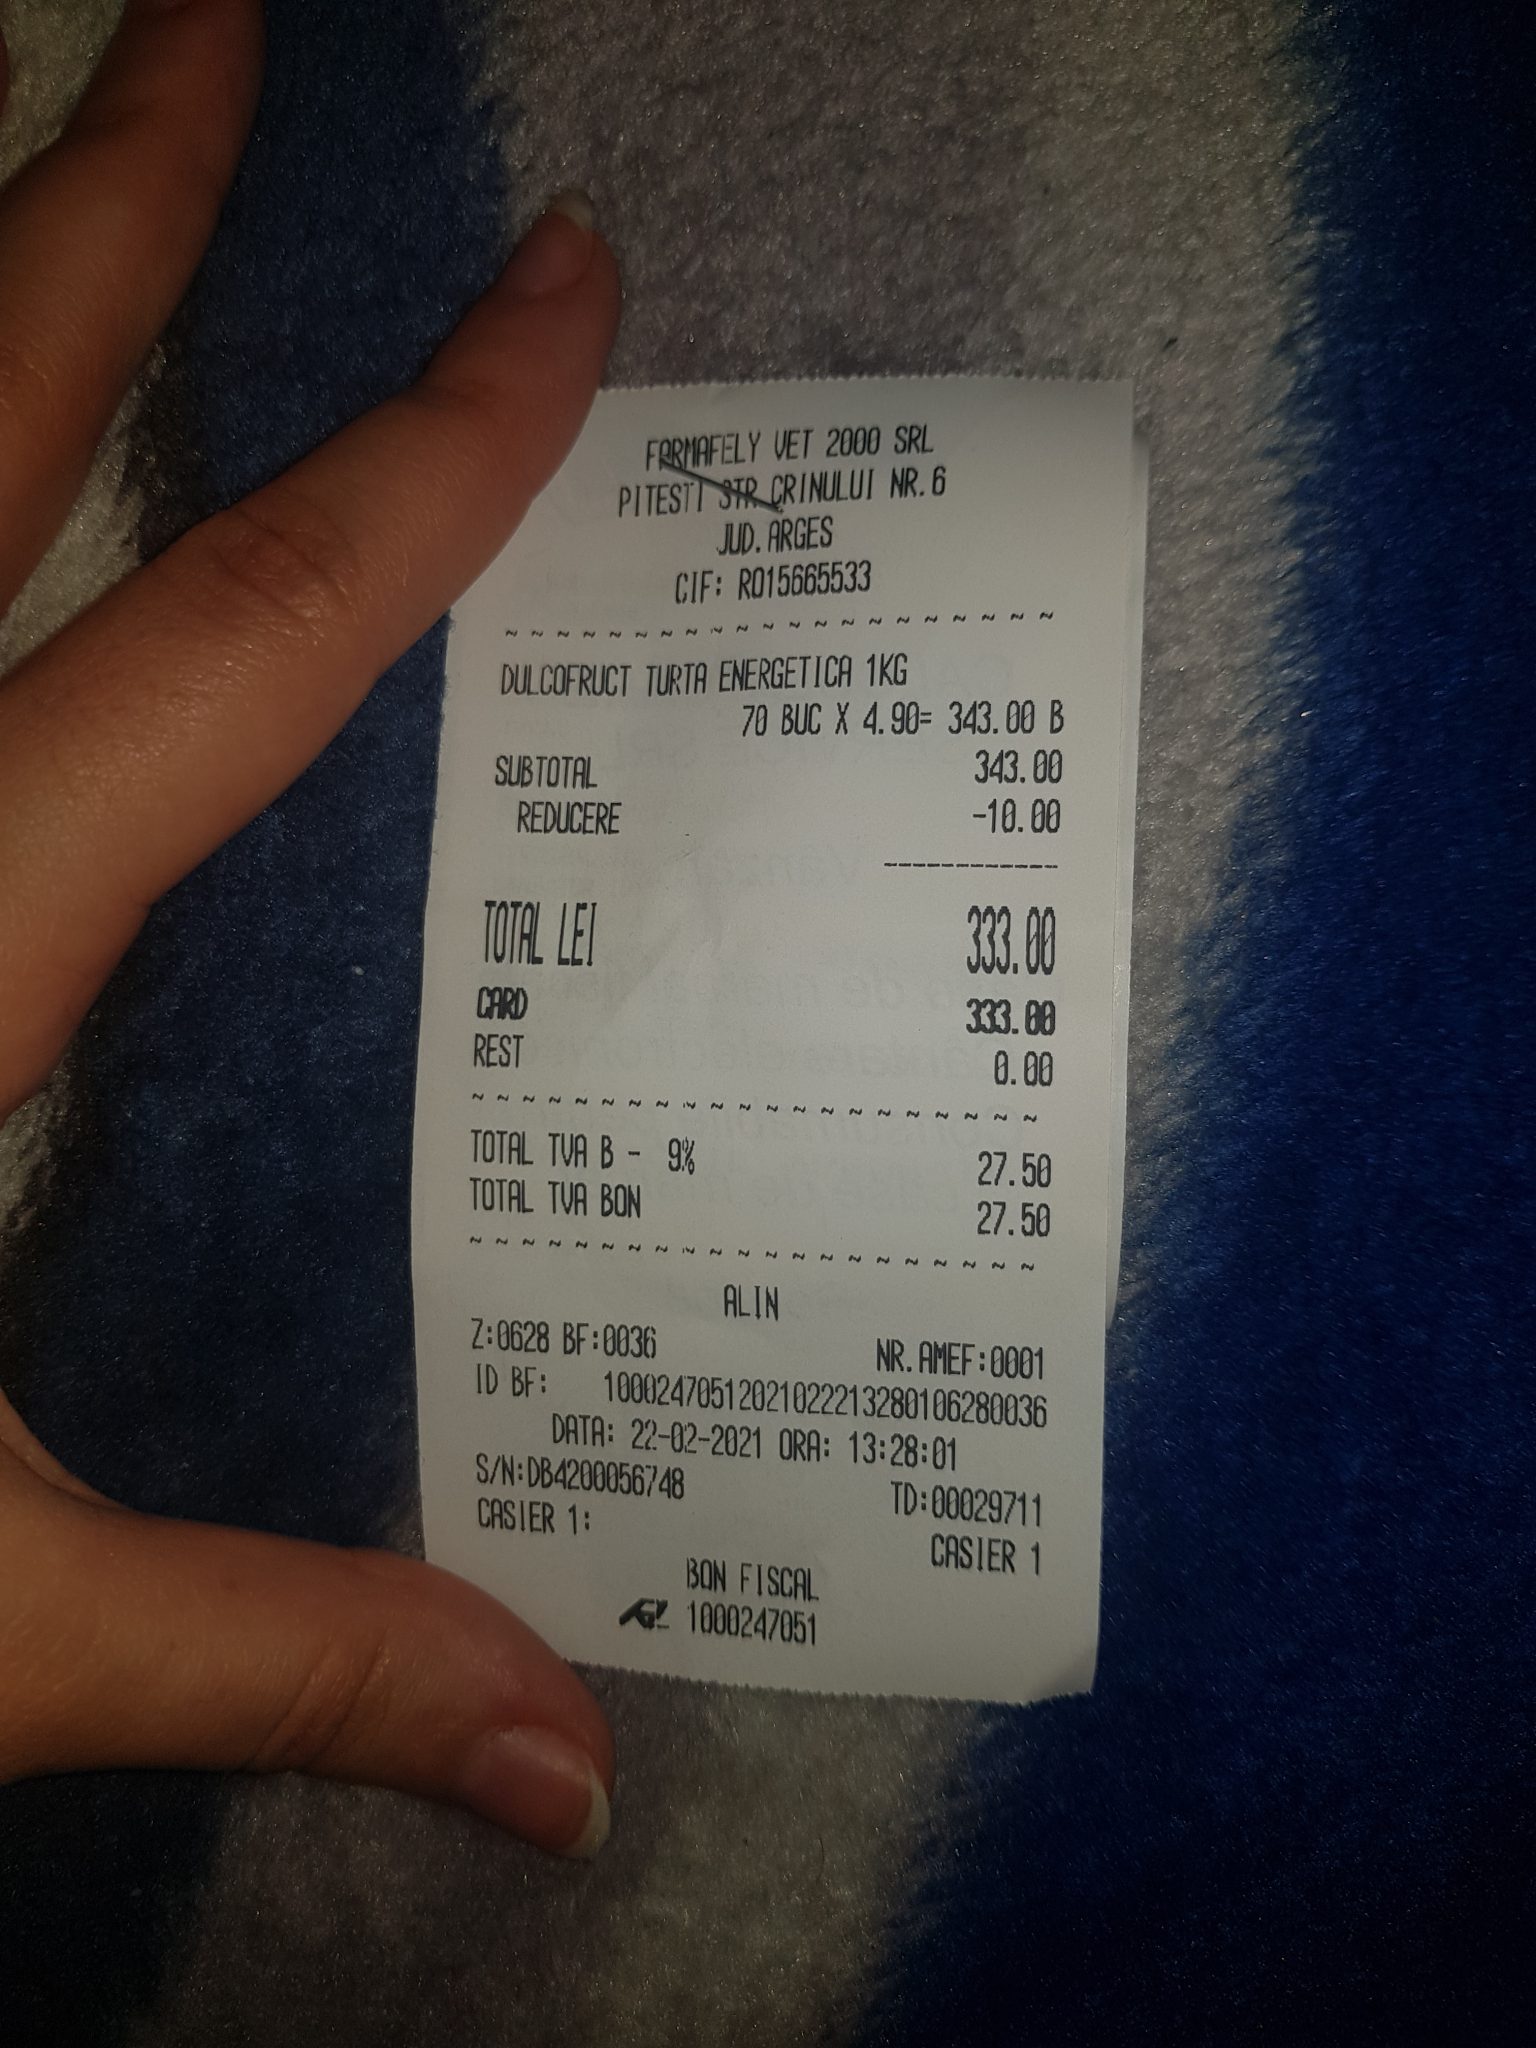 FARMAFELY VET 2000 SRL
PITESTI STR CRINULUI NR.6
JUD.ARGES
CIF: RO15665533
~ ~ ~ ~ ~ ~ ~ ~ ~ ~ ~ ~ ~ ~ ~ ~ ~ ~ ~ ~ ~ ~
DULCOFRUCT TURTA ENERGETICA 1KG
70 BUC X 4.90= 343.00 B
SUBTOTAL 343.00
REDUCERE -10.00
----------
TOTAL LEI 333.00
CARD 333.00
REST 0.00
~ ~ ~ ~ ~ ~ ~ ~ ~ ~ ~ ~ ~ ~ ~ ~ ~ ~ ~ ~ ~ ~
TOTAL TVA B - 9% 27.50
TOTAL TVA BON 27.50
~ ~ ~ ~ ~ ~ ~ ~ ~ ~ ~ ~ ~ ~ ~ ~ ~ ~ ~ ~ ~ ~
ALIN
Z:0628 BF:0036 NR.AMEF:0001
ID BF: 10002470512021022213280106280036
DATA: 22-02-2021 ORA: 13:28:01
S/N:DB4200056748 TD:00029711
CASIER 1: CASIER 1
BON FISCAL
1000247051